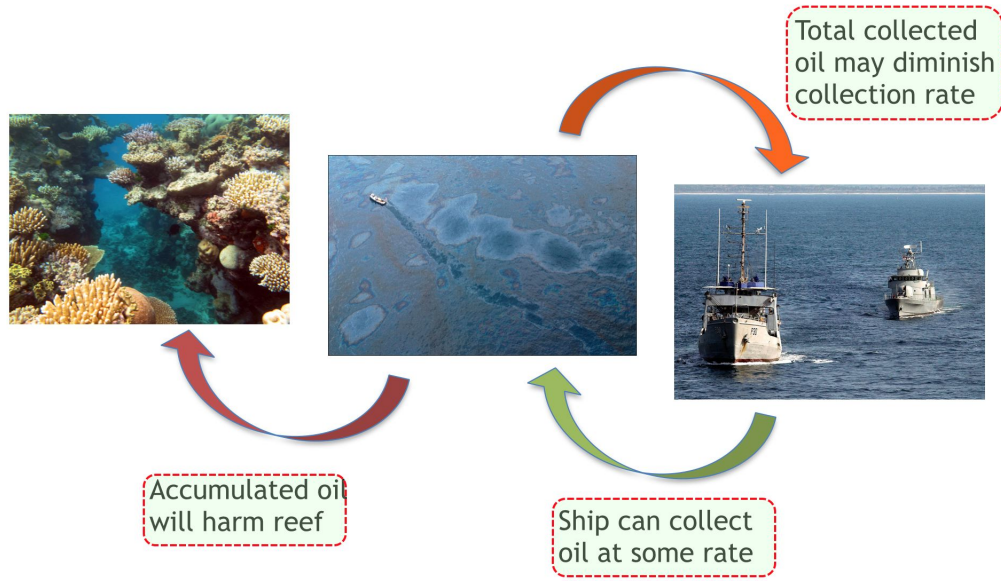 Total collected
oil may diminish
collection rate
Accumulated oil
will harm reef
Ship can collect
oil at some rate